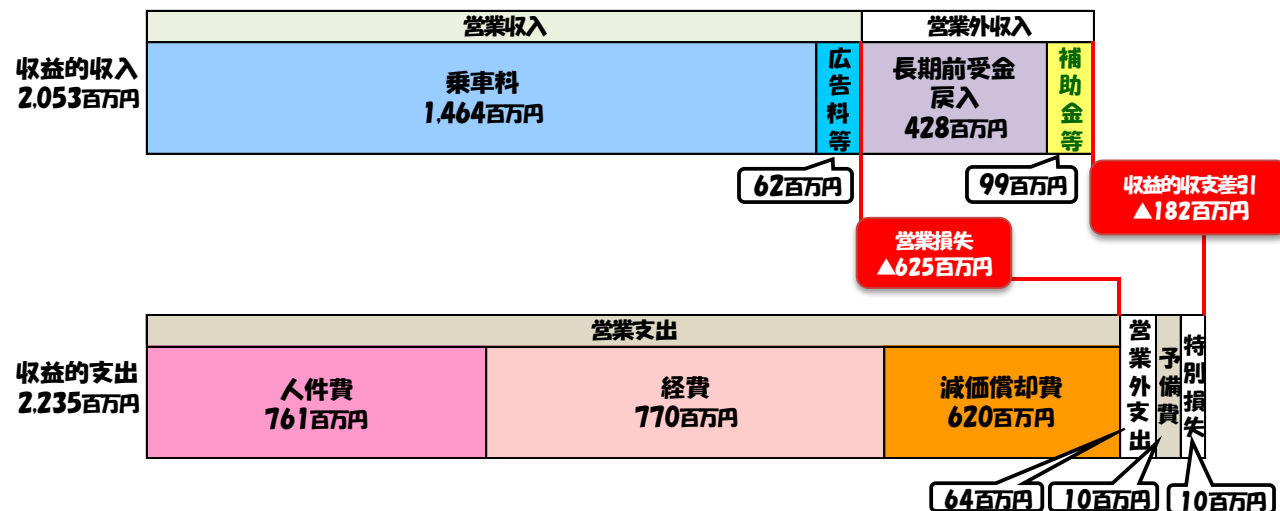 営業収入
営業外収入
収益的収入
2,053百万円
乗車料
1,464百万円
広告料等
長期前受金
戻入
428百万円
補助金等
62百万円
99百万円
収益的収支差引
▲182百万円
営業損失
▲625百万円
営業支出
収益的支出
2,235百万円
人件費
761百万円
経費
770百万円
減価償却費
620百万円
営業外支出
予備費
特別損失
64百万円
10百万円
10百万円